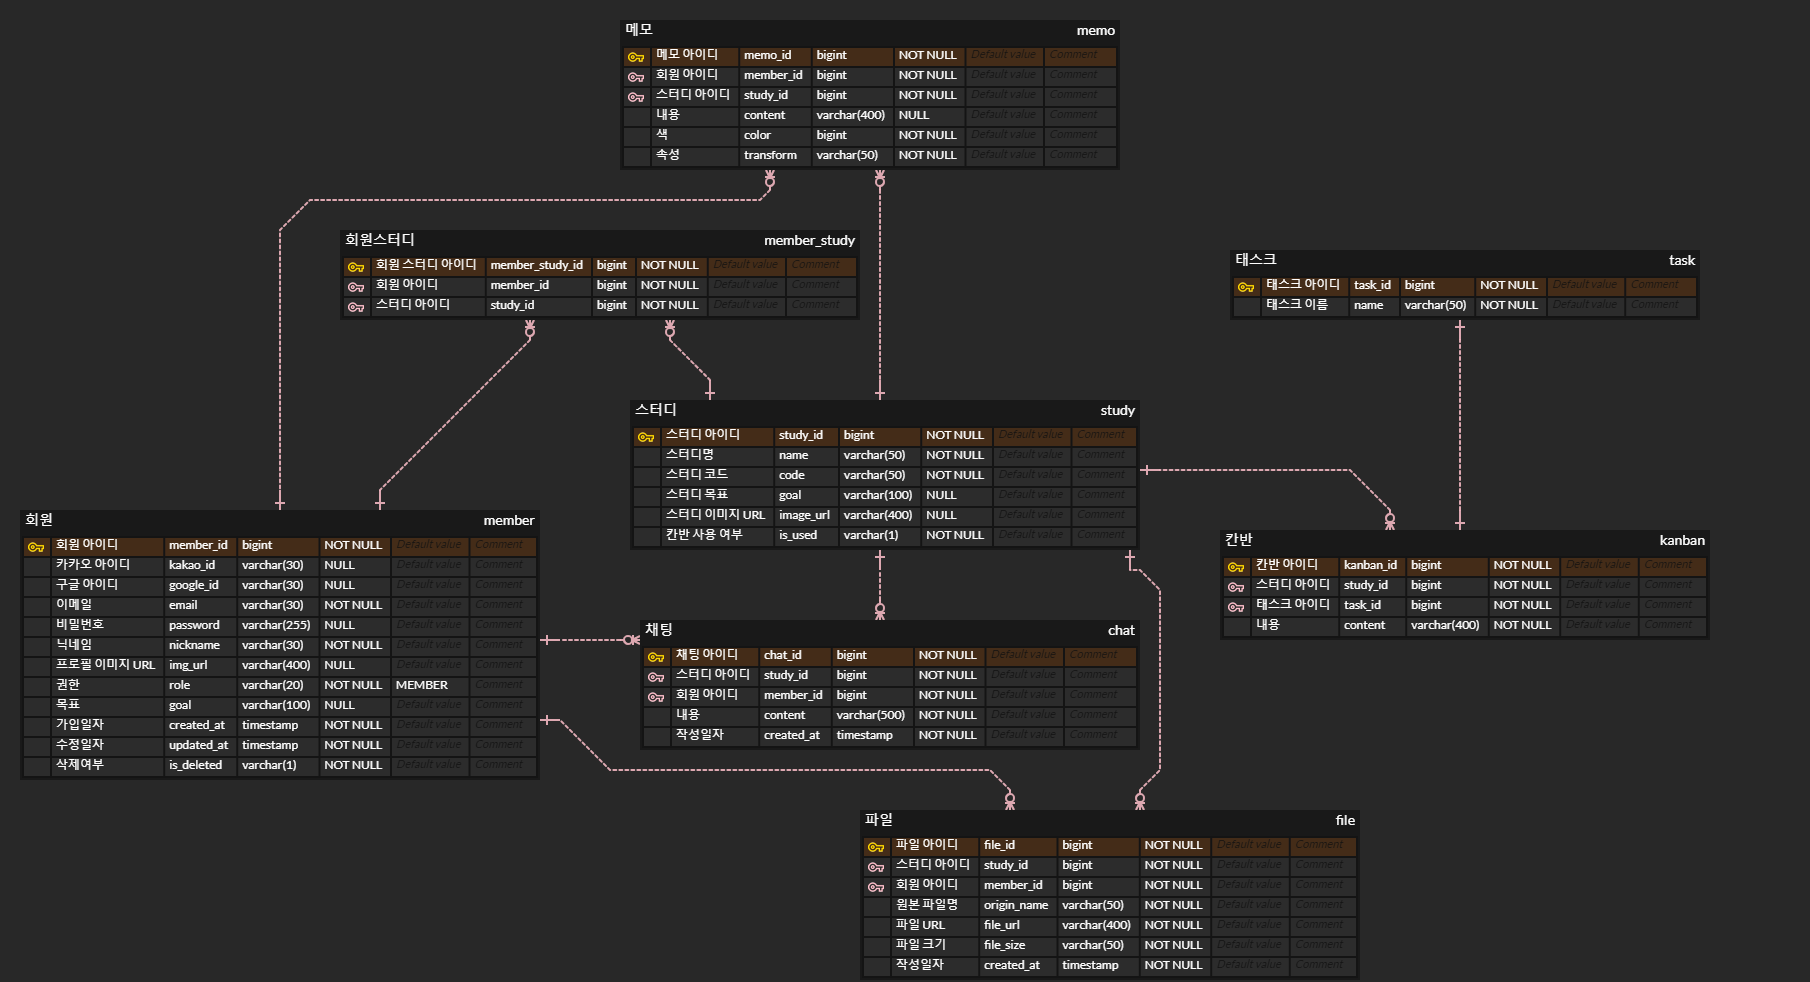 메모 memo
메모 아이디 memo_id bigint NOT NULL Default value Comment
회원 아이디 member_id bigint NOT NULL Default value Comment
스터디 아이디 study_id bigint NOT NULL Default value Comment
내용 content varchar(400) NULL Default value Comment
색 color bigint NOT NULL Default value Comment
속성 transform varchar(50) NOT NULL Default value Comment
회원스터디 member_study
회원 스터디 아이디 member_study_id bigint NOT NULL Default value Comment
회원 아이디 member_id bigint NOT NULL Default value Comment
스터디 아이디 study_id bigint NOT NULL Default value Comment
태스크 task
태스크 아이디 task_id bigint NOT NULL Default value Comment
태스크 이름 name varchar(50) NOT NULL Default value Comment
스터디 study
스터디 아이디 study_id bigint NOT NULL Default value Comment
스터디명 name varchar(50) NOT NULL Default value Comment
스터디 코드 code varchar(50) NOT NULL Default value Comment
스터디 목표 goal varchar(100) NULL Default value Comment
스터디 이미지 URL image_url varchar(400) NULL Default value Comment
칸반 사용 여부 is_used varchar(1) NOT NULL Default value Comment
회원 member
회원 아이디 member_id bigint NOT NULL Default value Comment
카카오 아이디 kakao_id varchar(30) NULL Default value Comment
구글 아이디 google_id varchar(30) NULL Default value Comment
이메일 email varchar(30) NOT NULL Default value Comment
비밀번호 password varchar(255) NULL Default value Comment
닉네임 nickname varchar(30) NOT NULL Default value Comment
프로필 이미지 URL img_url varchar(400) NULL Default value Comment
권한 role varchar(20) NOT NULL MEMBER Comment
목표 goal varchar(100) NULL Default value Comment
가입일자 created_at timestamp NOT NULL Default value Comment
수정일자 updated_at timestamp NOT NULL Default value Comment
삭제여부 is_deleted varchar(1) NOT NULL Default value Comment
칸반 kanban
칸반 아이디 kanban_id bigint NOT NULL Default value Comment
스터디 아이디 study_id bigint NOT NULL Default value Comment
태스크 아이디 task_id bigint NOT NULL Default value Comment
내용 content varchar(400) NOT NULL Default value Comment
채팅 chat
채팅 아이디 chat_id bigint NOT NULL Default value Comment
스터디 아이디 study_id bigint NOT NULL Default value Comment
회원 아이디 member_id bigint NOT NULL Default value Comment
내용 content varchar(500) NOT NULL Default value Comment
작성일자 created_at timestamp NOT NULL Default value Comment
파일 file
파일 아이디 file_id bigint NOT NULL Default value Comment
스터디 아이디 study_id bigint NOT NULL Default value Comment
회원 아이디 member_id bigint NOT NULL Default value Comment
원본 파일명 origin_name varchar(50) NOT NULL Default value Comment
파일 URL file_url varchar(400) NOT NULL Default value Comment
파일 크기 file_size varchar(50) NOT NULL Default value Comment
작성일자 created_at timestamp NOT NULL Default value Comment